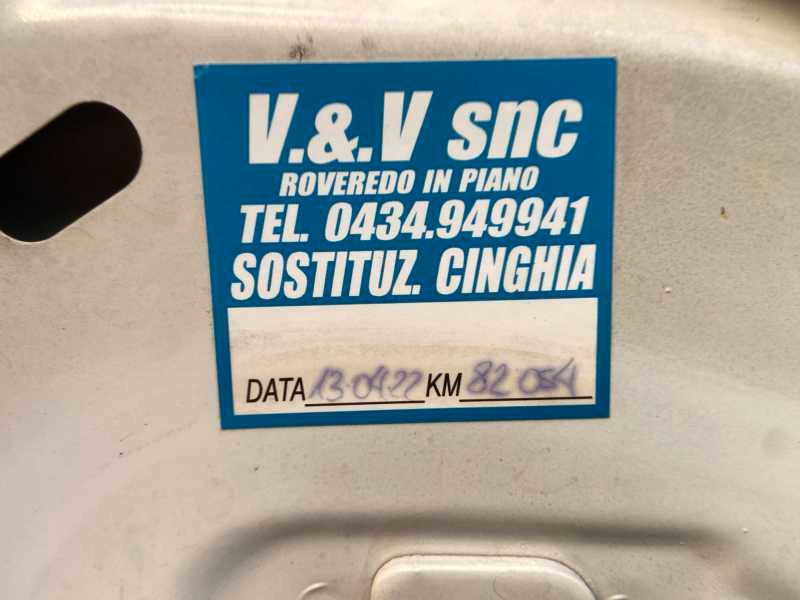 V.&.V snc
ROVEREDO IN PIANO
TEL. 0434.949941
SOSTITUZ. CINGHIA
DATA 13.04.22 KM 82 054